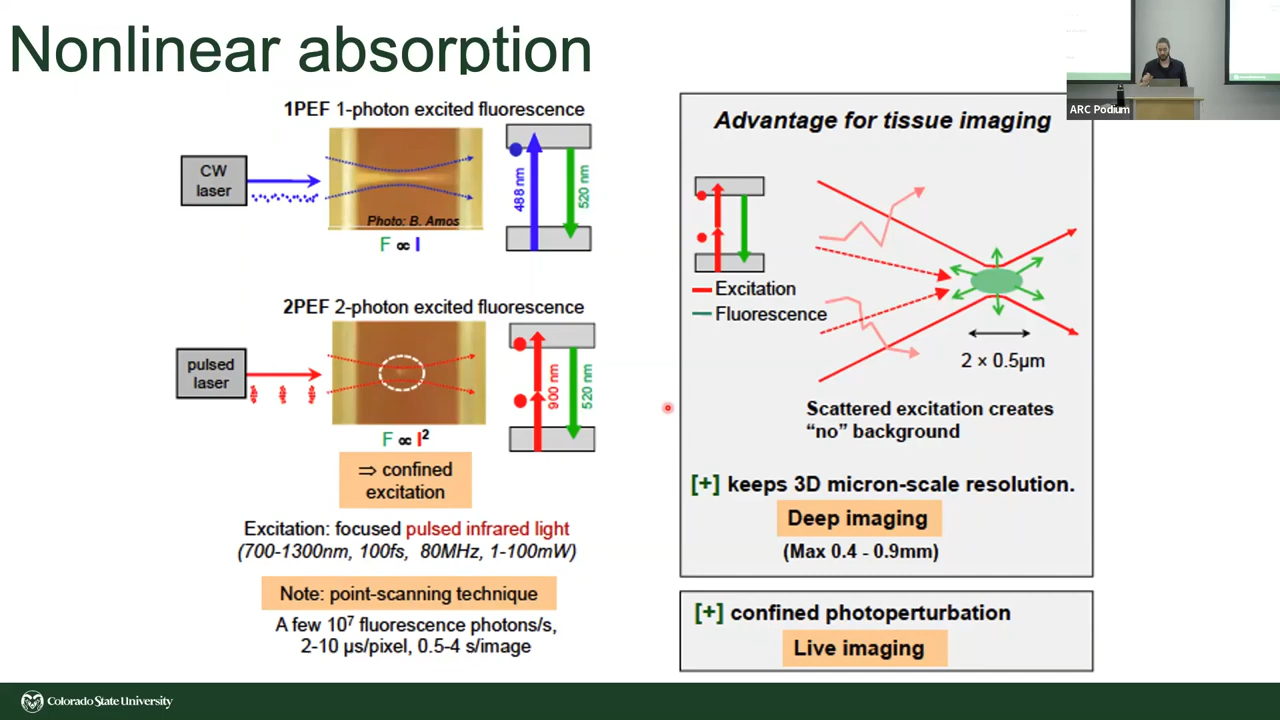 Nonlinear absorption
1PEF 1-photon excited fluorescence
CW
laser
Photo: B. Amos
488 nm
520 nm
F ∝ I
2PEF 2-photon excited fluorescence
pulsed
laser
900 nm
520 nm
F ∝ I²
⇒ confined
excitation
Excitation: focused pulsed infrared light
(700-1300nm, 100fs, 80MHz, 1-100mW)
Note: point-scanning technique
A few 10⁷ fluorescence photons/s,
2-10 µs/pixel, 0.5-4 s/image
Advantage for tissue imaging
Excitation
Fluorescence
2 × 0.5µm
Scattered excitation creates
“no” background
[+] keeps 3D micron-scale resolution.
Deep imaging
(Max 0.4 - 0.9mm)
[+] confined photoperturbation
Live imaging
ARC Podium
Colorado State University